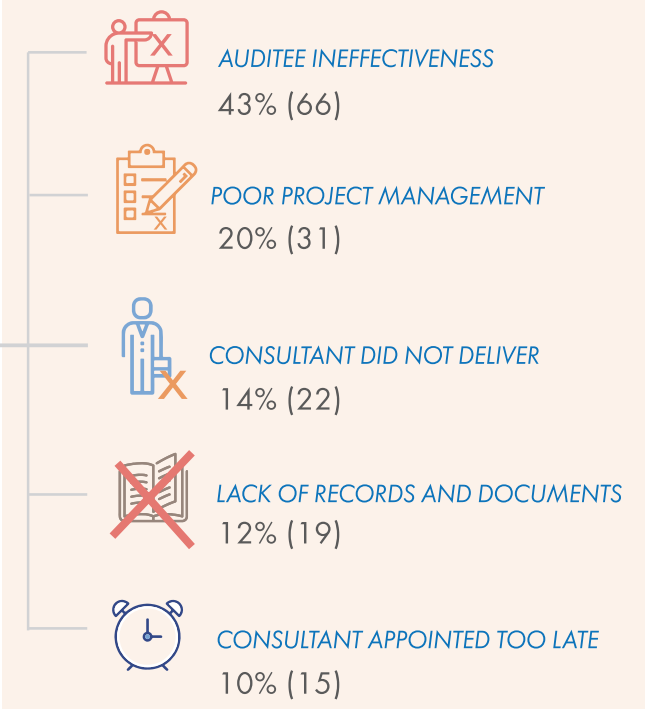 X
AUDITEE INEFFECTIVENESS
43% (66)
POOR PROJECT MANAGEMENT
X
20% (31)
CONSULTANT DID NOT DELIVER
X
14% (22)
LACK OF RECORDS AND DOCUMENTS
12% (19)
CONSULTANT APPOINTED TOO LATE
10% (15)